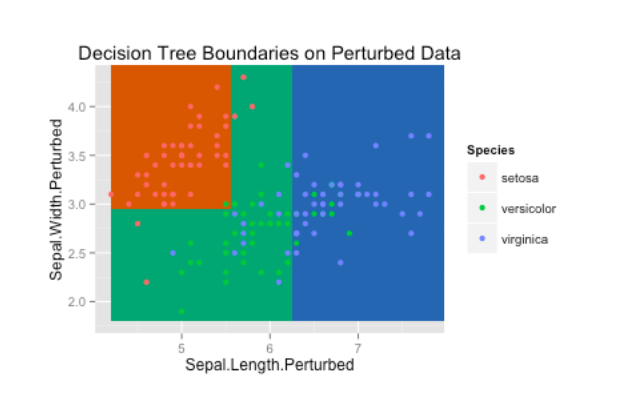 Decision Tree Boundaries on Perturbed Data
Sepal.Width.Perturbed
4.0
3.5
3.0
2.5
2.0
5 6 7
Sepal.Length.Perturbed
Species
setosa
versicolor
virginica